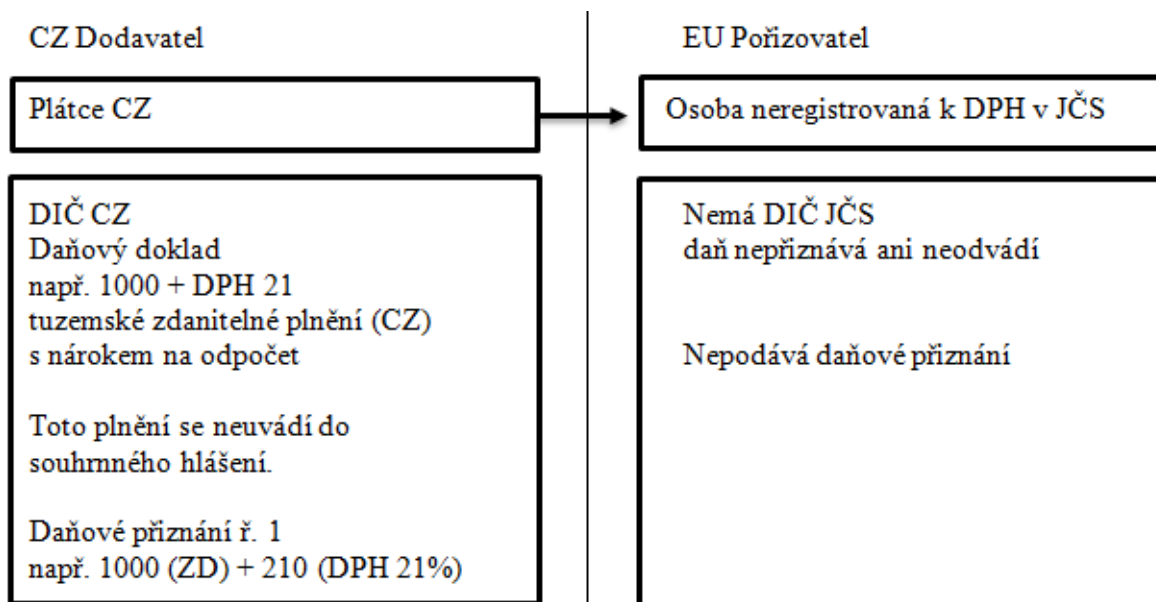 CZ Dodavatel
EU Pořizovatel
Plátce CZ
Osoba neregistrovaná k DPH v JČS
DIČ CZ
Daňový doklad
např. 1000 + DPH 21
tuzemské zdanitelné plnění (CZ)
s nárokem na odpočet
Toto plnění se neuvádí do
souhrnného hlášení.
Daňové přiznání ř. 1
např. 1000 (ZD) + 210 (DPH 21%)
Nemá DIČ JČS
daň nepřiznává ani neodvádí
Nepodává daňové přiznání